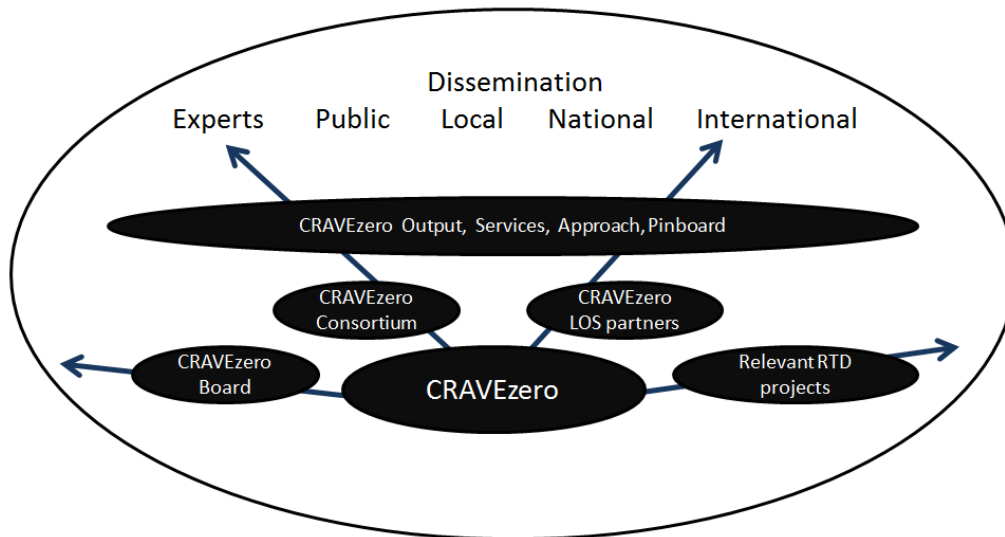 Dissemination
Experts Public Local National International
CRAVEzero Output, Services, Approach, Pinboard
CRAVEzero
Consortium
CRAVEzero
LOS partners
CRAVEzero
Board
CRAVEzero
Relevant RTD
projects